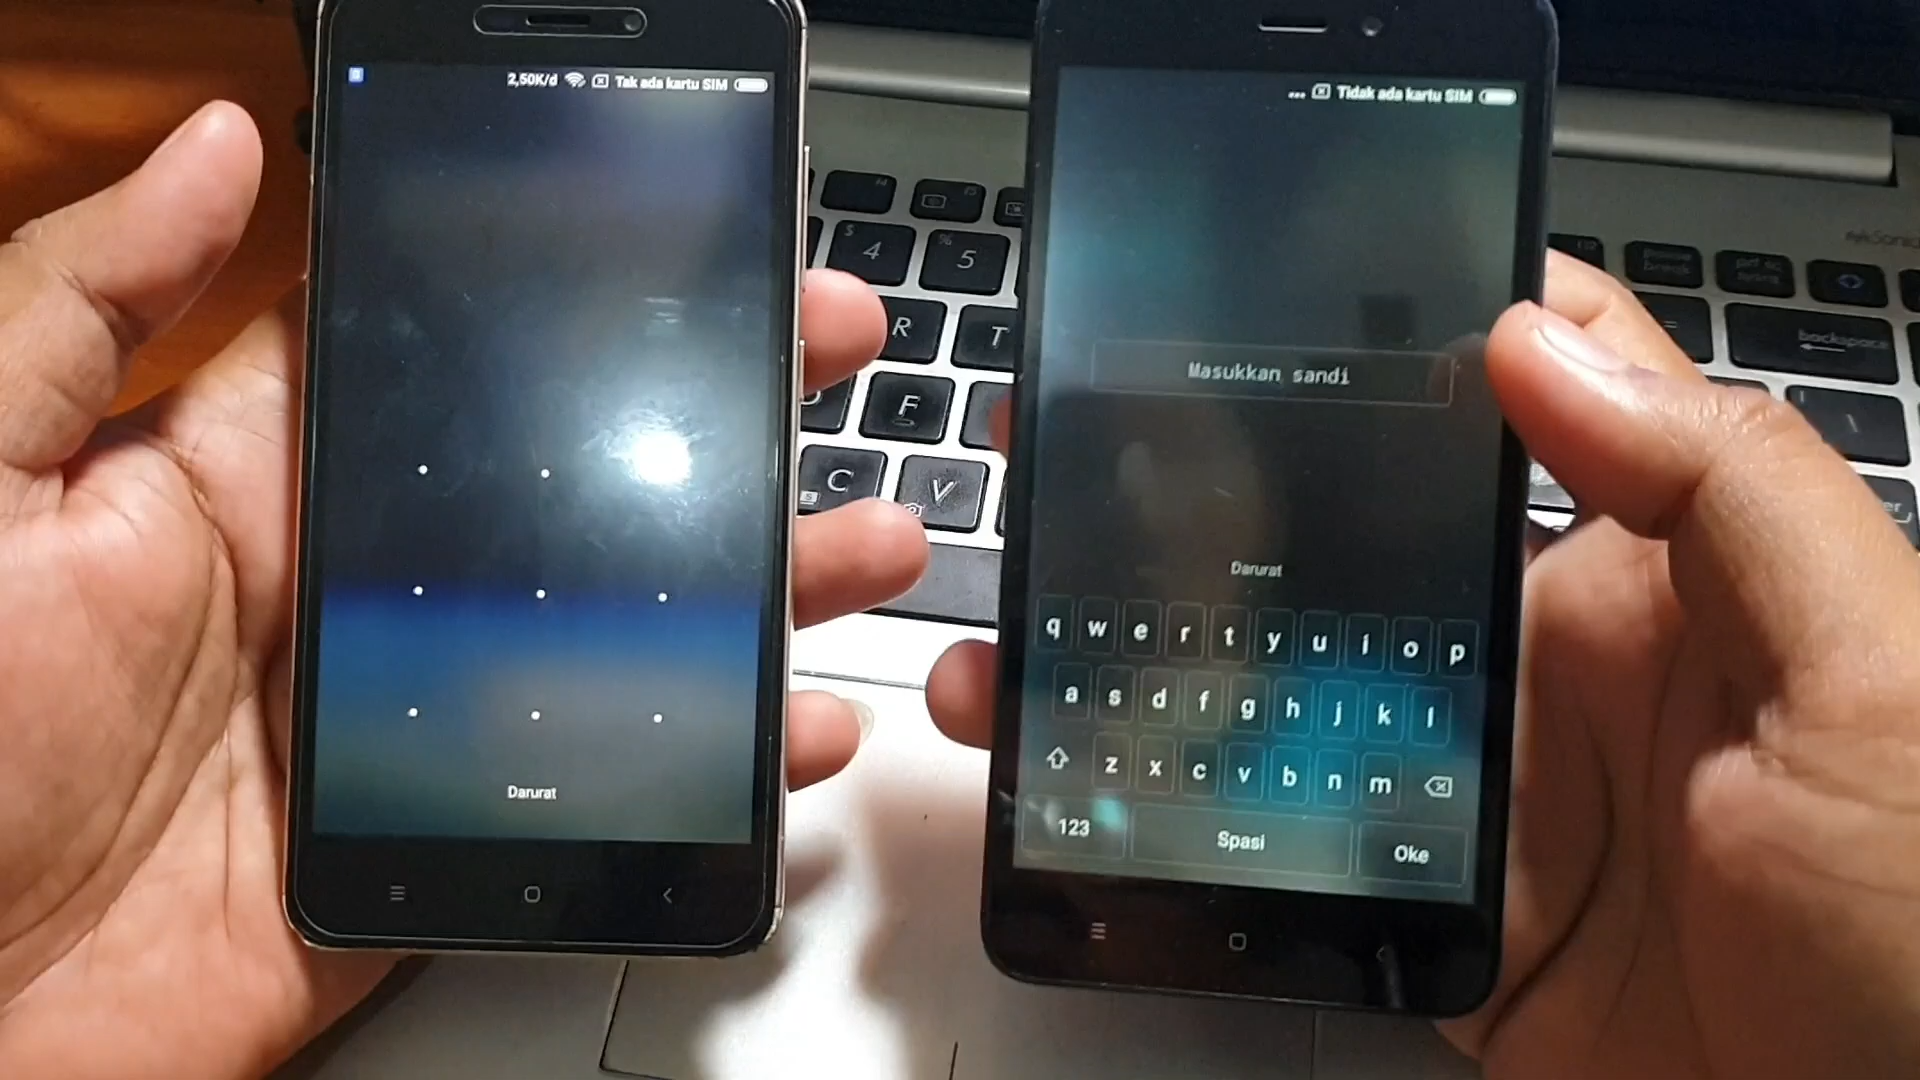 2,50K/d Tak ada kartu SIM
Darurat
... Tidak ada kartu SIM
Masukkan sandi
Darurat
q w e r t y u i o p
a s d f g h j k l
z x c v b n m
123 Spasi Oke
$ 4 % 5
R T
F
C V
backspace